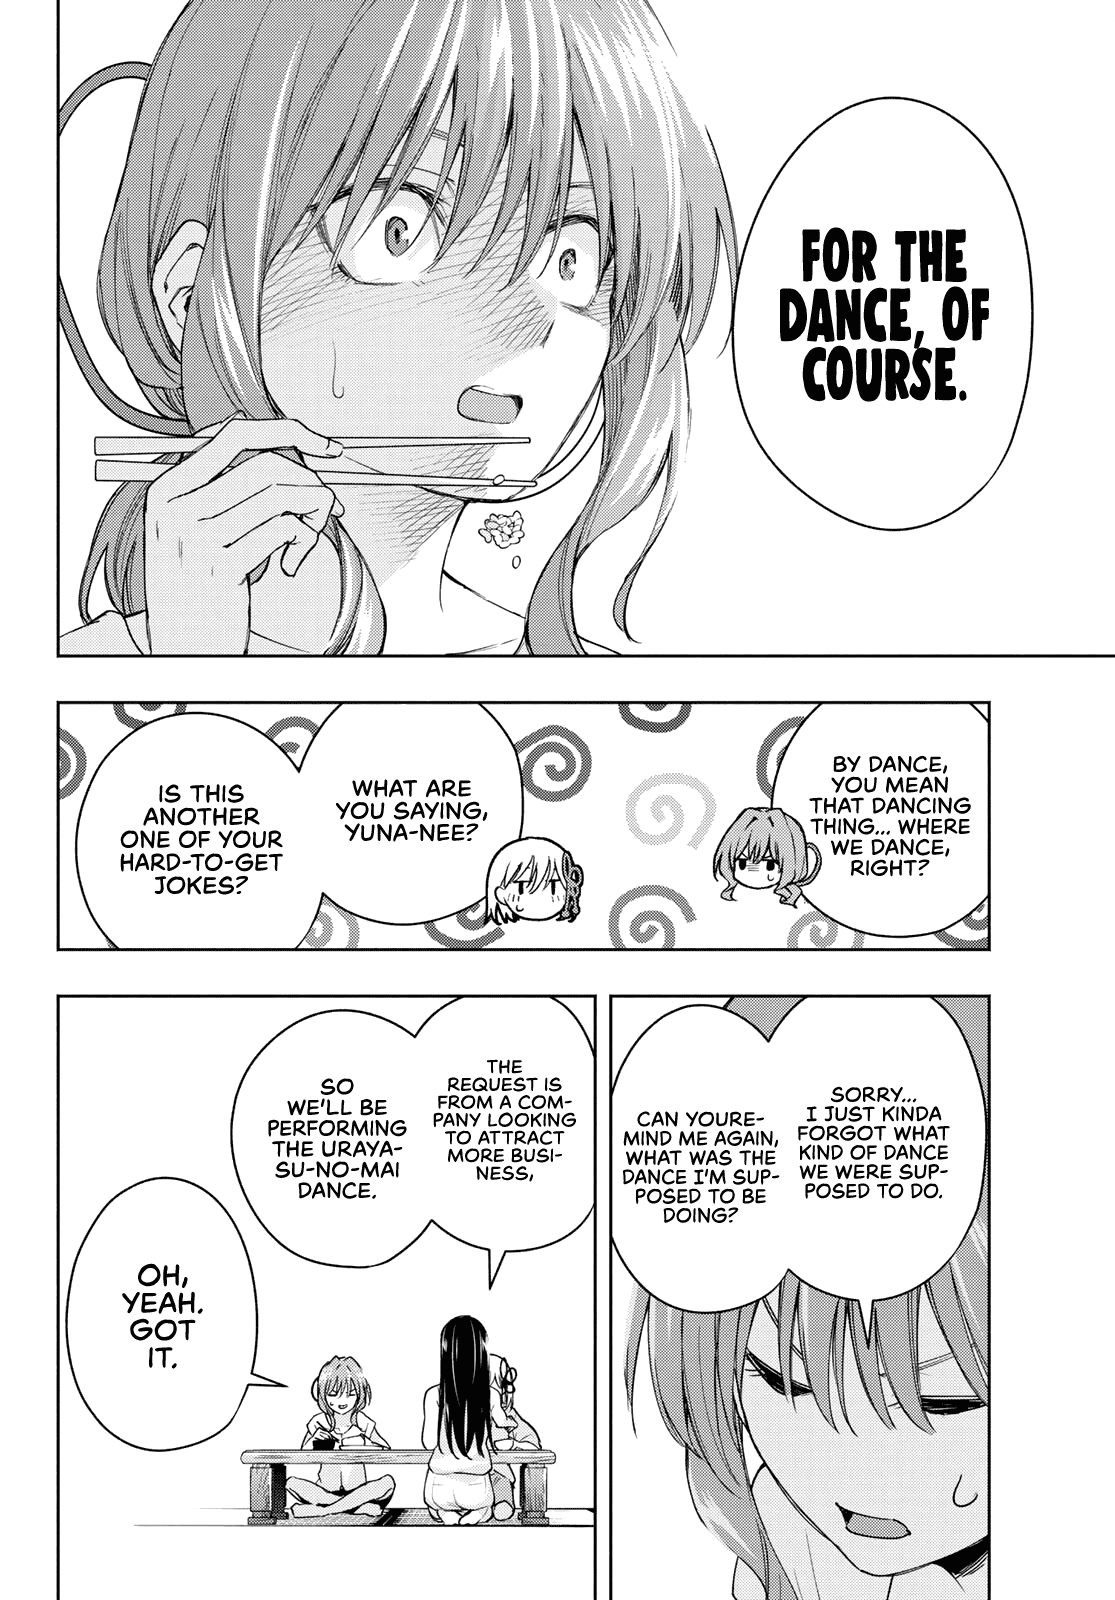 FOR THE
DANCE, OF
COURSE.
BY DANCE,
YOU MEAN
THAT DANCING
THING... WHERE
WE DANCE,
RIGHT?
WHAT ARE
YOU SAYING,
YUNA-NEE?
IS THIS
ANOTHER
ONE OF YOUR
HARD-TO-GET
JOKES?
SORRY...
I JUST KINDA
FORGOT WHAT
KIND OF DANCE
WE WERE SUP-
POSED TO DO.
CAN YOURE-
MIND ME AGAIN,
WHAT WAS THE
DANCE I'M SUP-
POSED TO BE
DOING?
THE
REQUEST IS
FROM A COM-
PANY LOOKING
TO ATTRACT
MORE BUSI-
NESS,
SO
WE'LL BE
PERFORMING
THE URAYA-
SU-NO-MAI
DANCE.
OH,
YEAH.
GOT
IT.